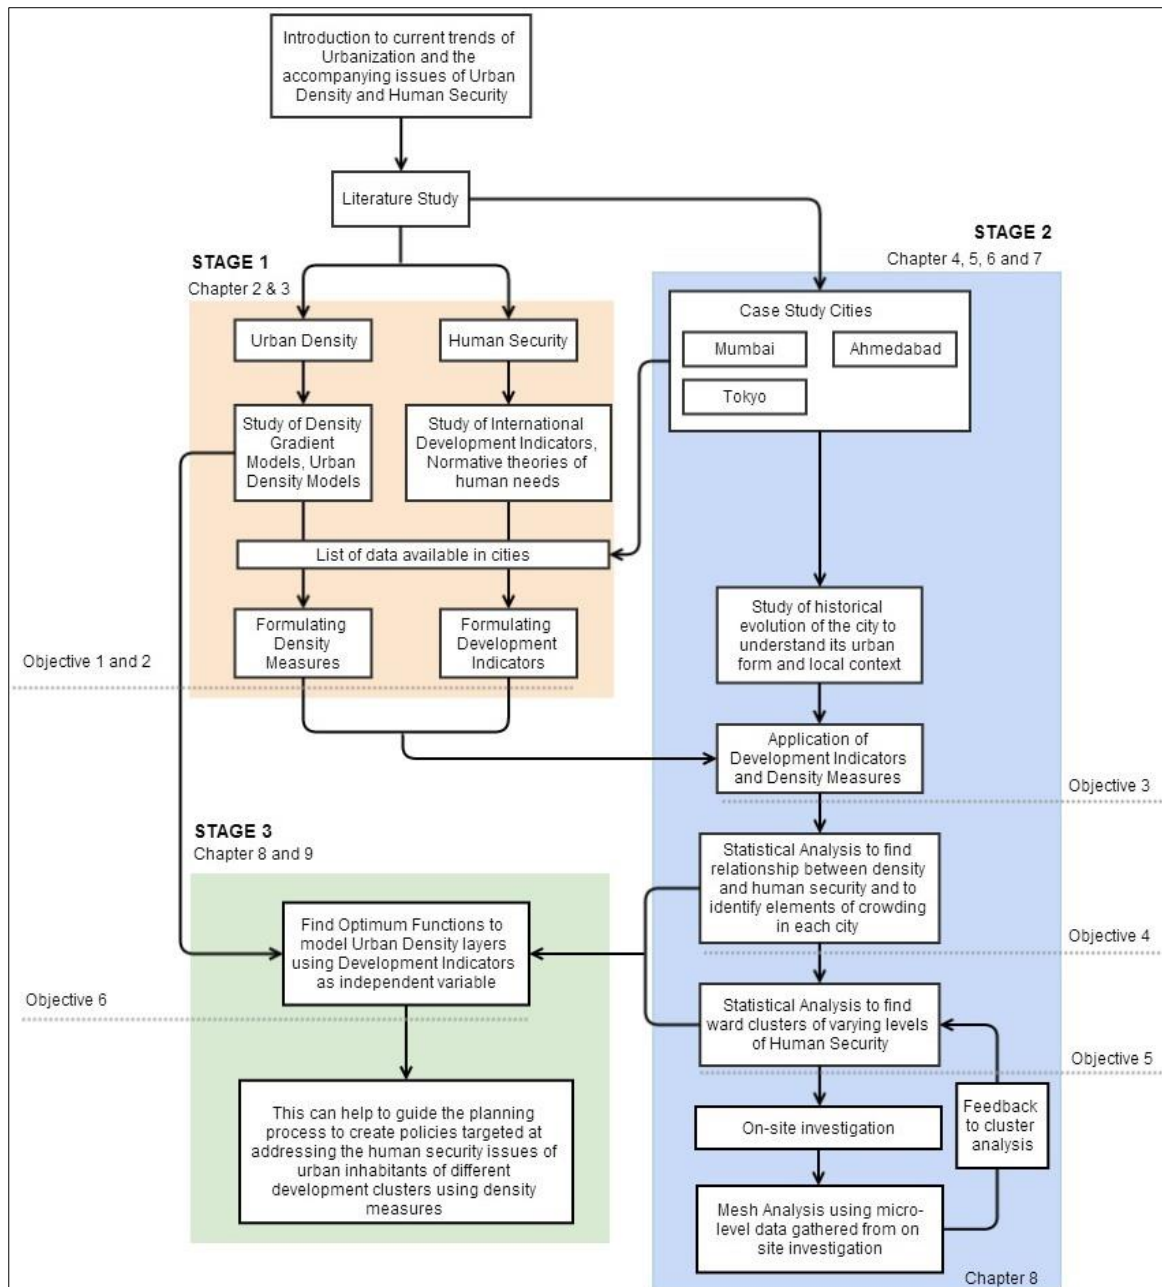 Introduction to current trends of
Urbanization and the
accompanying issues of Urban
Density and Human Security
Literature Study
STAGE 1
Chapter 2 & 3
STAGE 2
Chapter 4, 5, 6 and 7
Urban Density
Human Security
Case Study Cities
Mumbai
Ahmedabad
Tokyo
Study of Density
Gradient
Models, Urban
Density Models
Study of International
Development Indicators,
Normative theories of
human needs
List of data available in cities
Formulating
Density
Measures
Formulating
Development
Indicators
Objective 1 and 2
Study of historical
evolution of the city to
understand its urban
form and local context
Application of
Development Indicators
and Density Measures
Objective 3
STAGE 3
Chapter 8 and 9
Statistical Analysis to find
relationship between density
and human security and to
identify elements of crowding
in each city
Objective 4
Find Optimum Functions to
model Urban Density layers
using Development Indicators
as independent variable
Objective 6
Statistical Analysis to find
ward clusters of varying levels
of Human Security
Objective 5
This can help to guide the planning
process to create policies targeted at
addressing the human security issues of
urban inhabitants of different
development clusters using density
measures
On-site investigation
Feedback
to cluster
analysis
Mesh Analysis using micro-
level data gathered from on
site investigation
Chapter 8